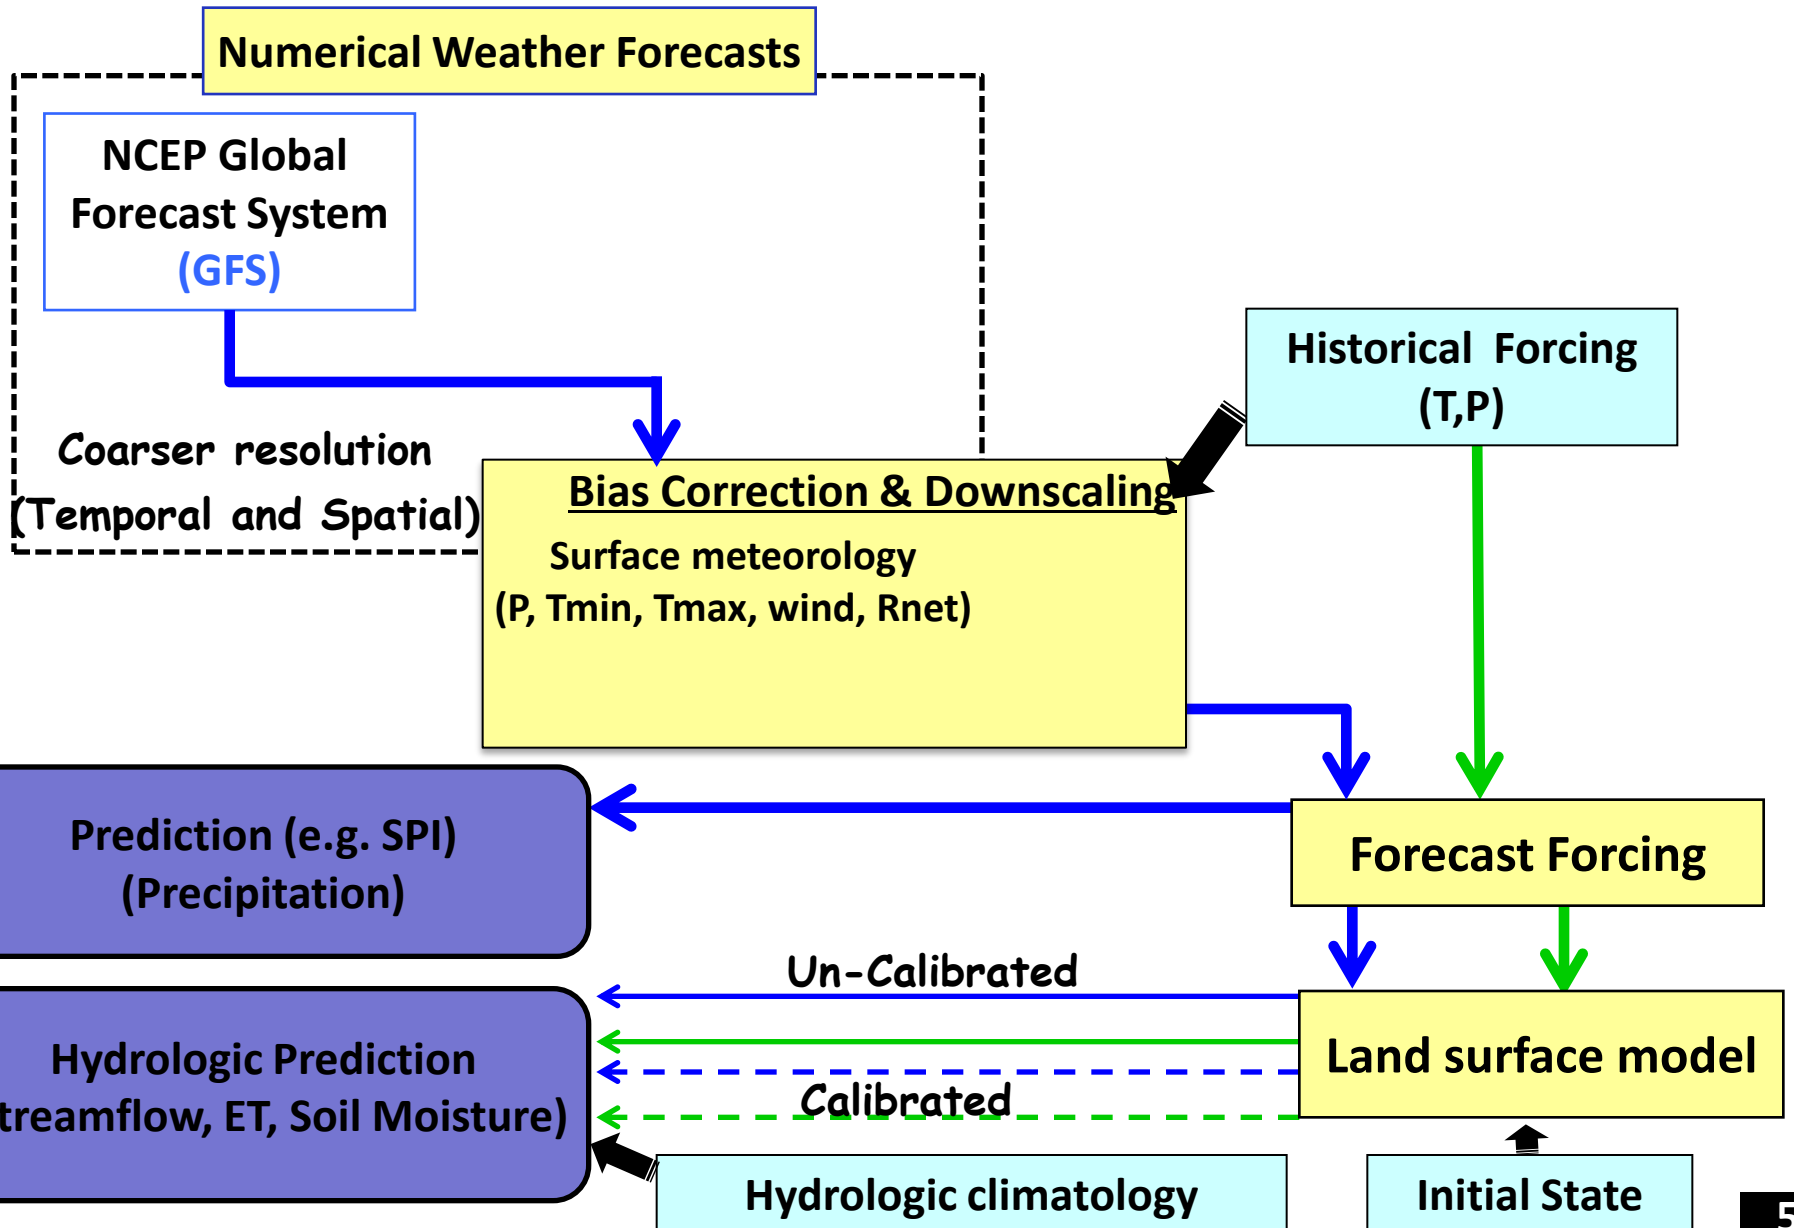 Numerical Weather Forecasts
NCEP Global
Forecast System
(GFS)
Historical Forcing
(T,P)
Coarser resolution
(Temporal and Spatial)
Bias Correction & Downscaling
Surface meteorology
(P, Tmin, Tmax, wind, Rnet)
Prediction (e.g. SPI)
(Precipitation)
Forecast Forcing
Un-Calibrated
Hydrologic Prediction
treamflow, ET, Soil Moisture)
Land surface model
Calibrated
Hydrologic climatology
Initial State
5